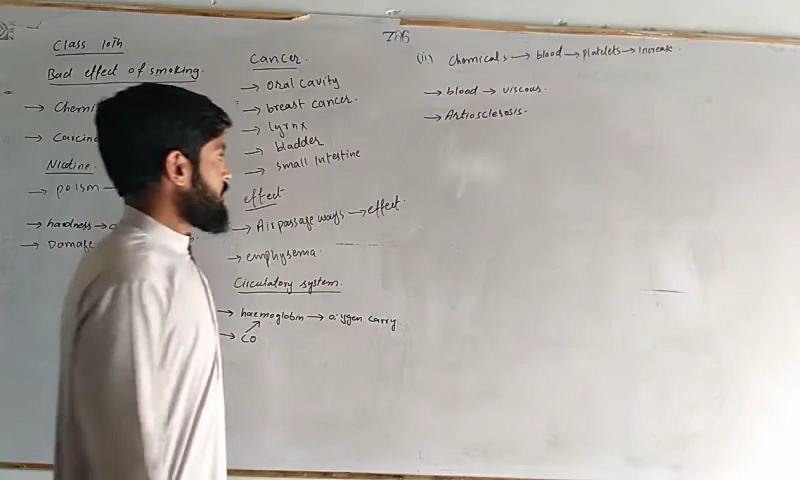 786
Class 10th
Bad effect of smoking.
→ Chemi
→ Carcino
Nicotine.
→ poism →
→ hardness →
→ Damage
Cancer.
→ oral cavity
→ breast cancer.
→ lyrnx
→ bladder
→ small Intestine
effect
→ Air passage ways → effect.
→ emphysema.
Circulatory system.
→ haemoglobin → oxygen carry.
→ CO
(ii) Chemicals → blood → platelets → Increase.
→ blood → viscous.
→ Artiosclerosis.